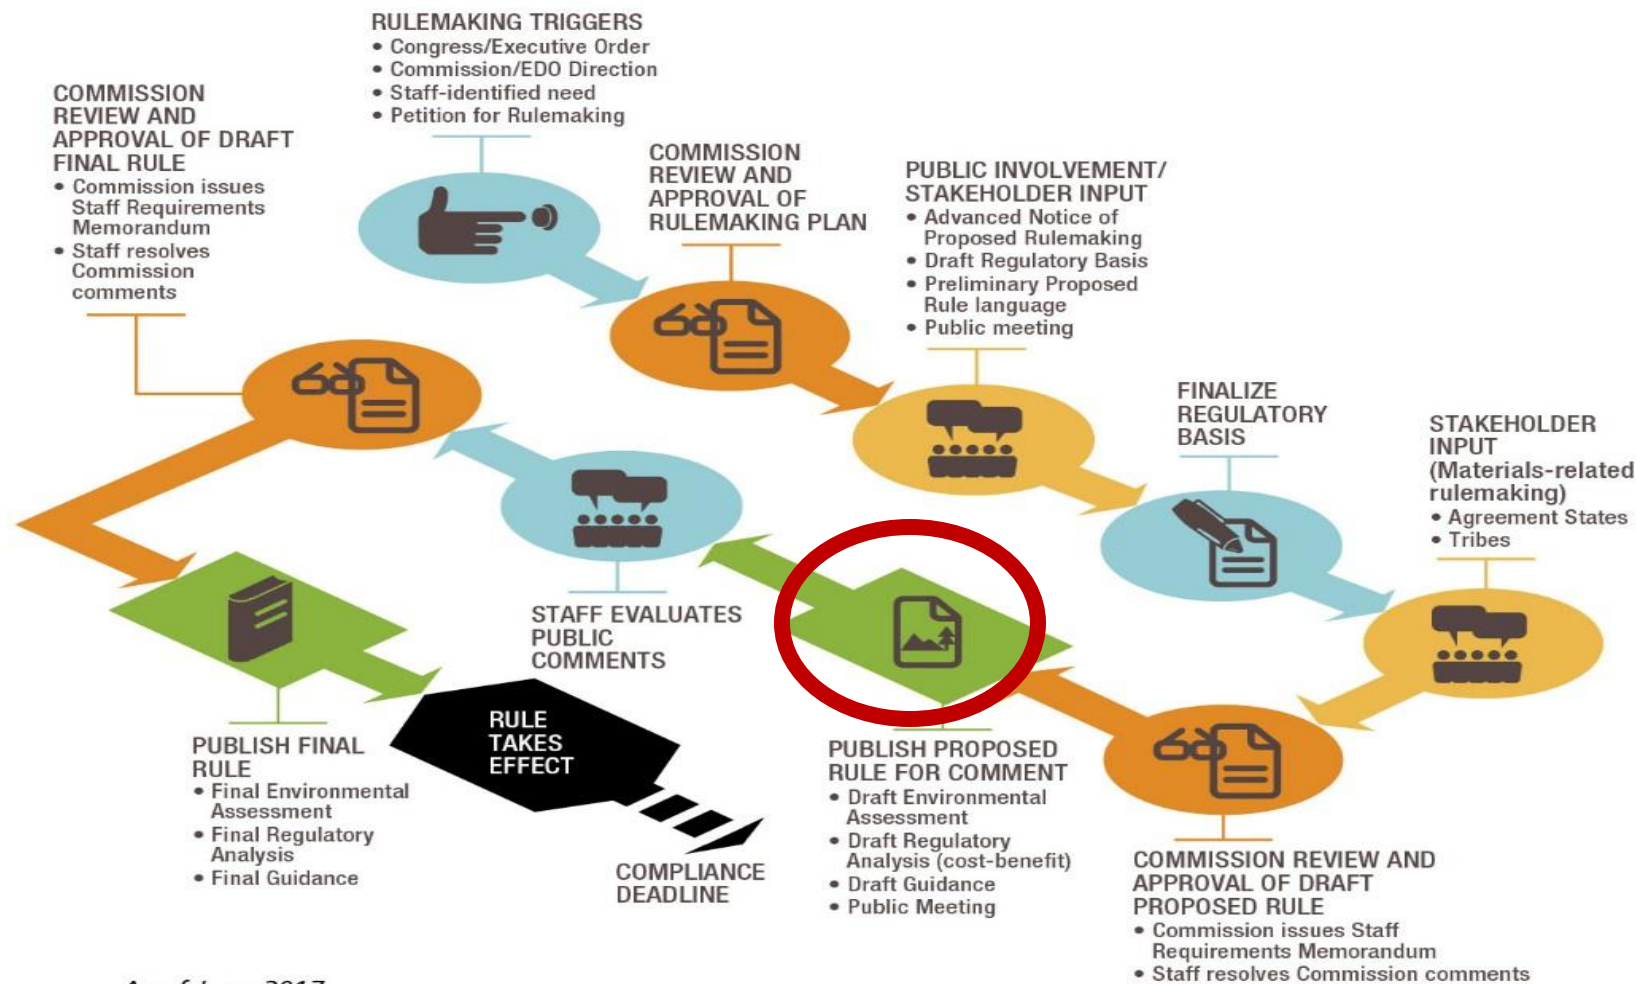 RULEMAKING TRIGGERS
• Congress/Executive Order
• Commission/EDO Direction
• Staff-identified need
• Petition for Rulemaking
COMMISSION
REVIEW AND
APPROVAL OF
RULEMAKING PLAN
PUBLIC INVOLVEMENT/
STAKEHOLDER INPUT
• Advanced Notice of
Proposed Rulemaking
• Draft Regulatory Basis
• Preliminary Proposed
Rule language
• Public meeting
FINALIZE
REGULATORY
BASIS
STAKEHOLDER
INPUT
(Materials-related
rulemaking)
• Agreement States
• Tribes
COMMISSION REVIEW AND
APPROVAL OF DRAFT
PROPOSED RULE
• Commission issues Staff
Requirements Memorandum
• Staff resolves Commission comments
PUBLISH PROPOSED
RULE FOR COMMENT
• Draft Environmental
Assessment
• Draft Regulatory
Analysis (cost-benefit)
• Draft Guidance
• Public Meeting
STAFF EVALUATES
PUBLIC
COMMENTS
COMMISSION
REVIEW AND
APPROVAL OF DRAFT
FINAL RULE
• Commission issues
Staff Requirements
Memorandum
• Staff resolves
Commission
comments
PUBLISH FINAL
RULE
• Final Environmental
Assessment
• Final Regulatory
Analysis
• Final Guidance
RULE
TAKES
EFFECT
COMPLIANCE
DEADLINE